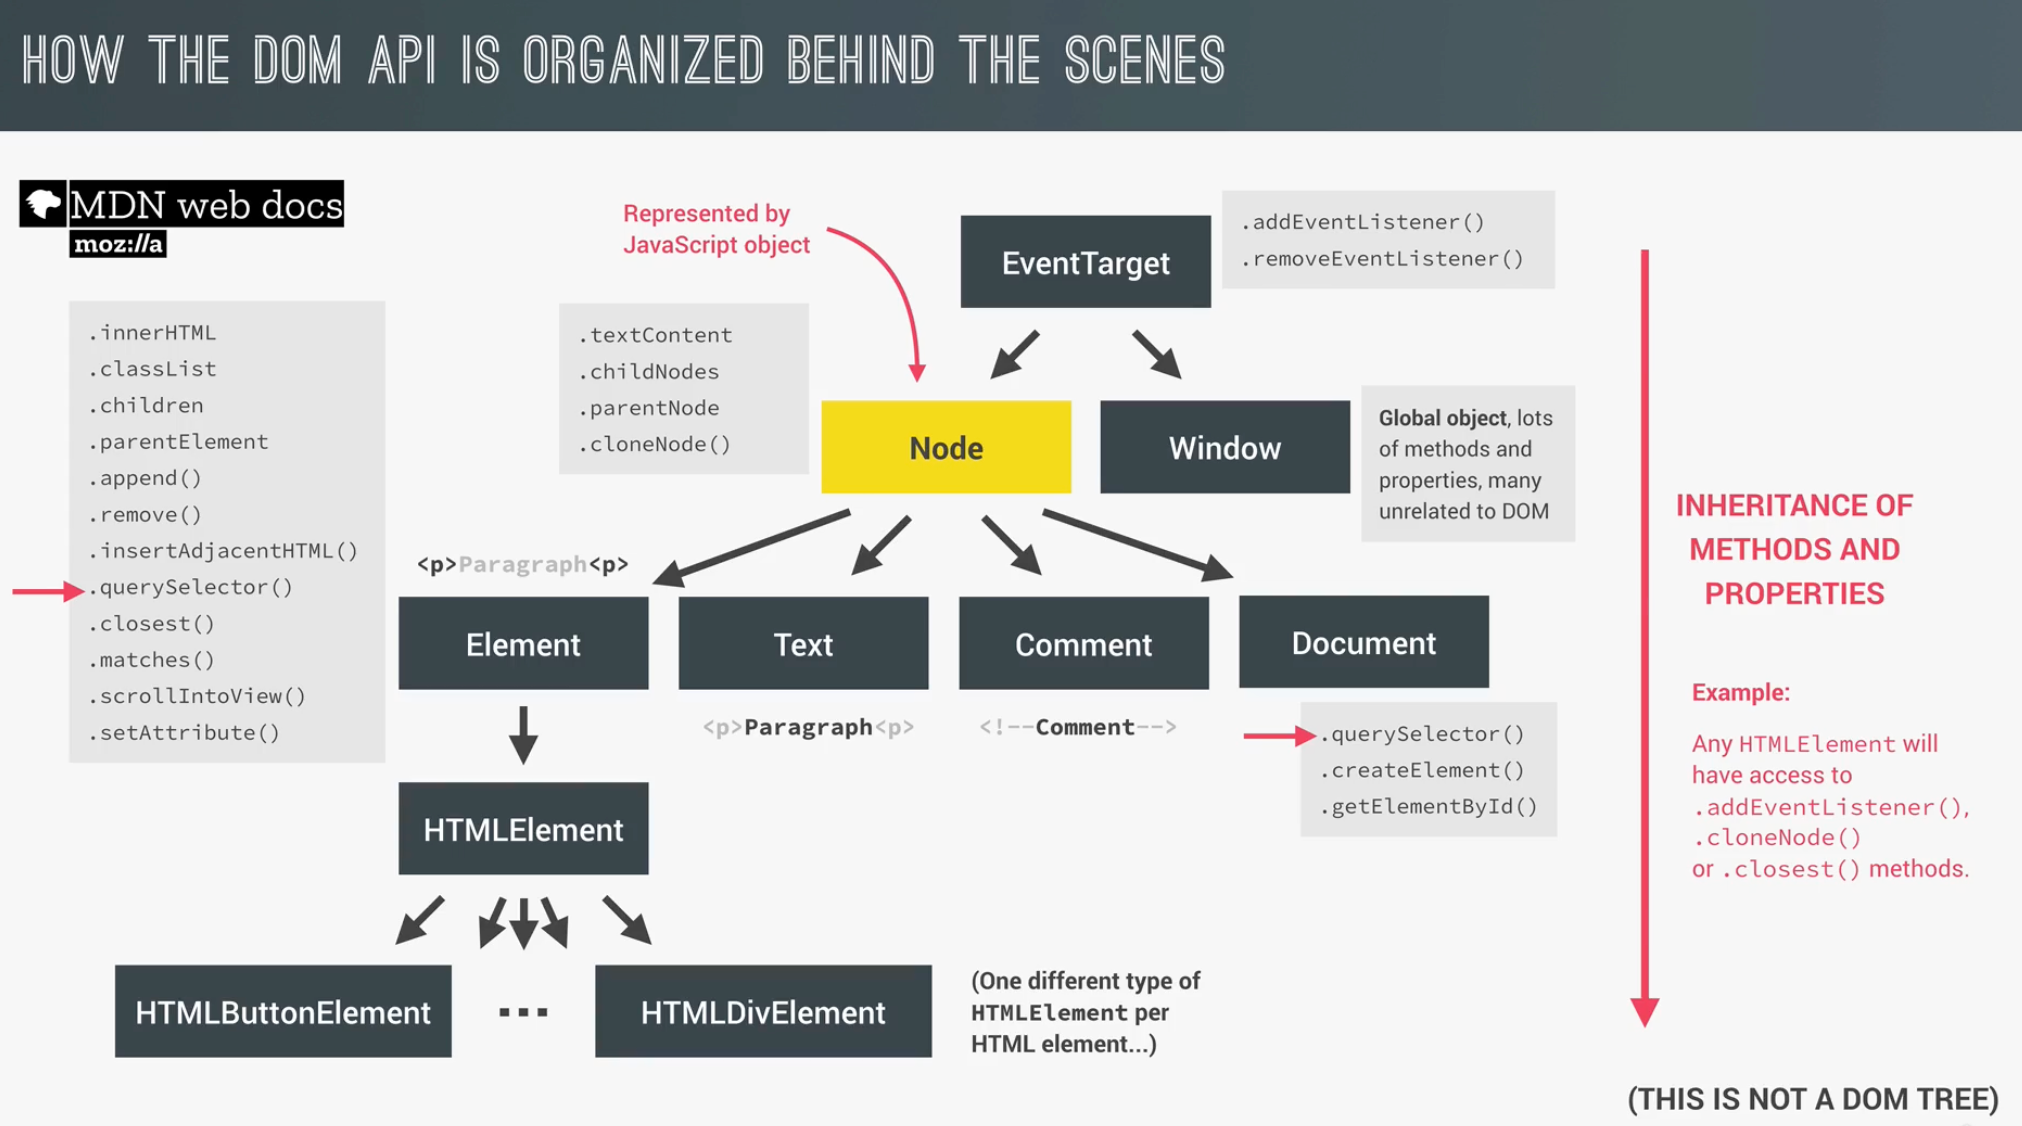 HOW THE DOM API IS ORGANIZED BEHIND THE SCENES
MDN web docs
moz://a
Represented by
JavaScript object
EventTarget
.addEventListener()
.removeEventListener()
.innerHTML
.classList
.children
.parentElement
.append()
.remove()
.insertAdjacentHTML()
.querySelector()
.closest()
.matches()
.scrollIntoView()
.setAttribute()
.textContent
.childNodes
.parentNode
.cloneNode()
Node
Window
Global object, lots
of methods and
properties, many
unrelated to DOM
<p>Paragraph<p>
Element
Text
Comment
Document
<p>Paragraph<p>
<!--Comment-->
.querySelector()
.createElement()
.getElementById()
HTMLElement
HTMLButtonElement
...
HTMLDivElement
(One different type of
HTMLElement per
HTML element...)
INHERITANCE OF
METHODS AND
PROPERTIES
Example:
Any HTMLElement will
have access to
.addEventListener(),
.cloneNode()
or .closest() methods.
(THIS IS NOT A DOM TREE)